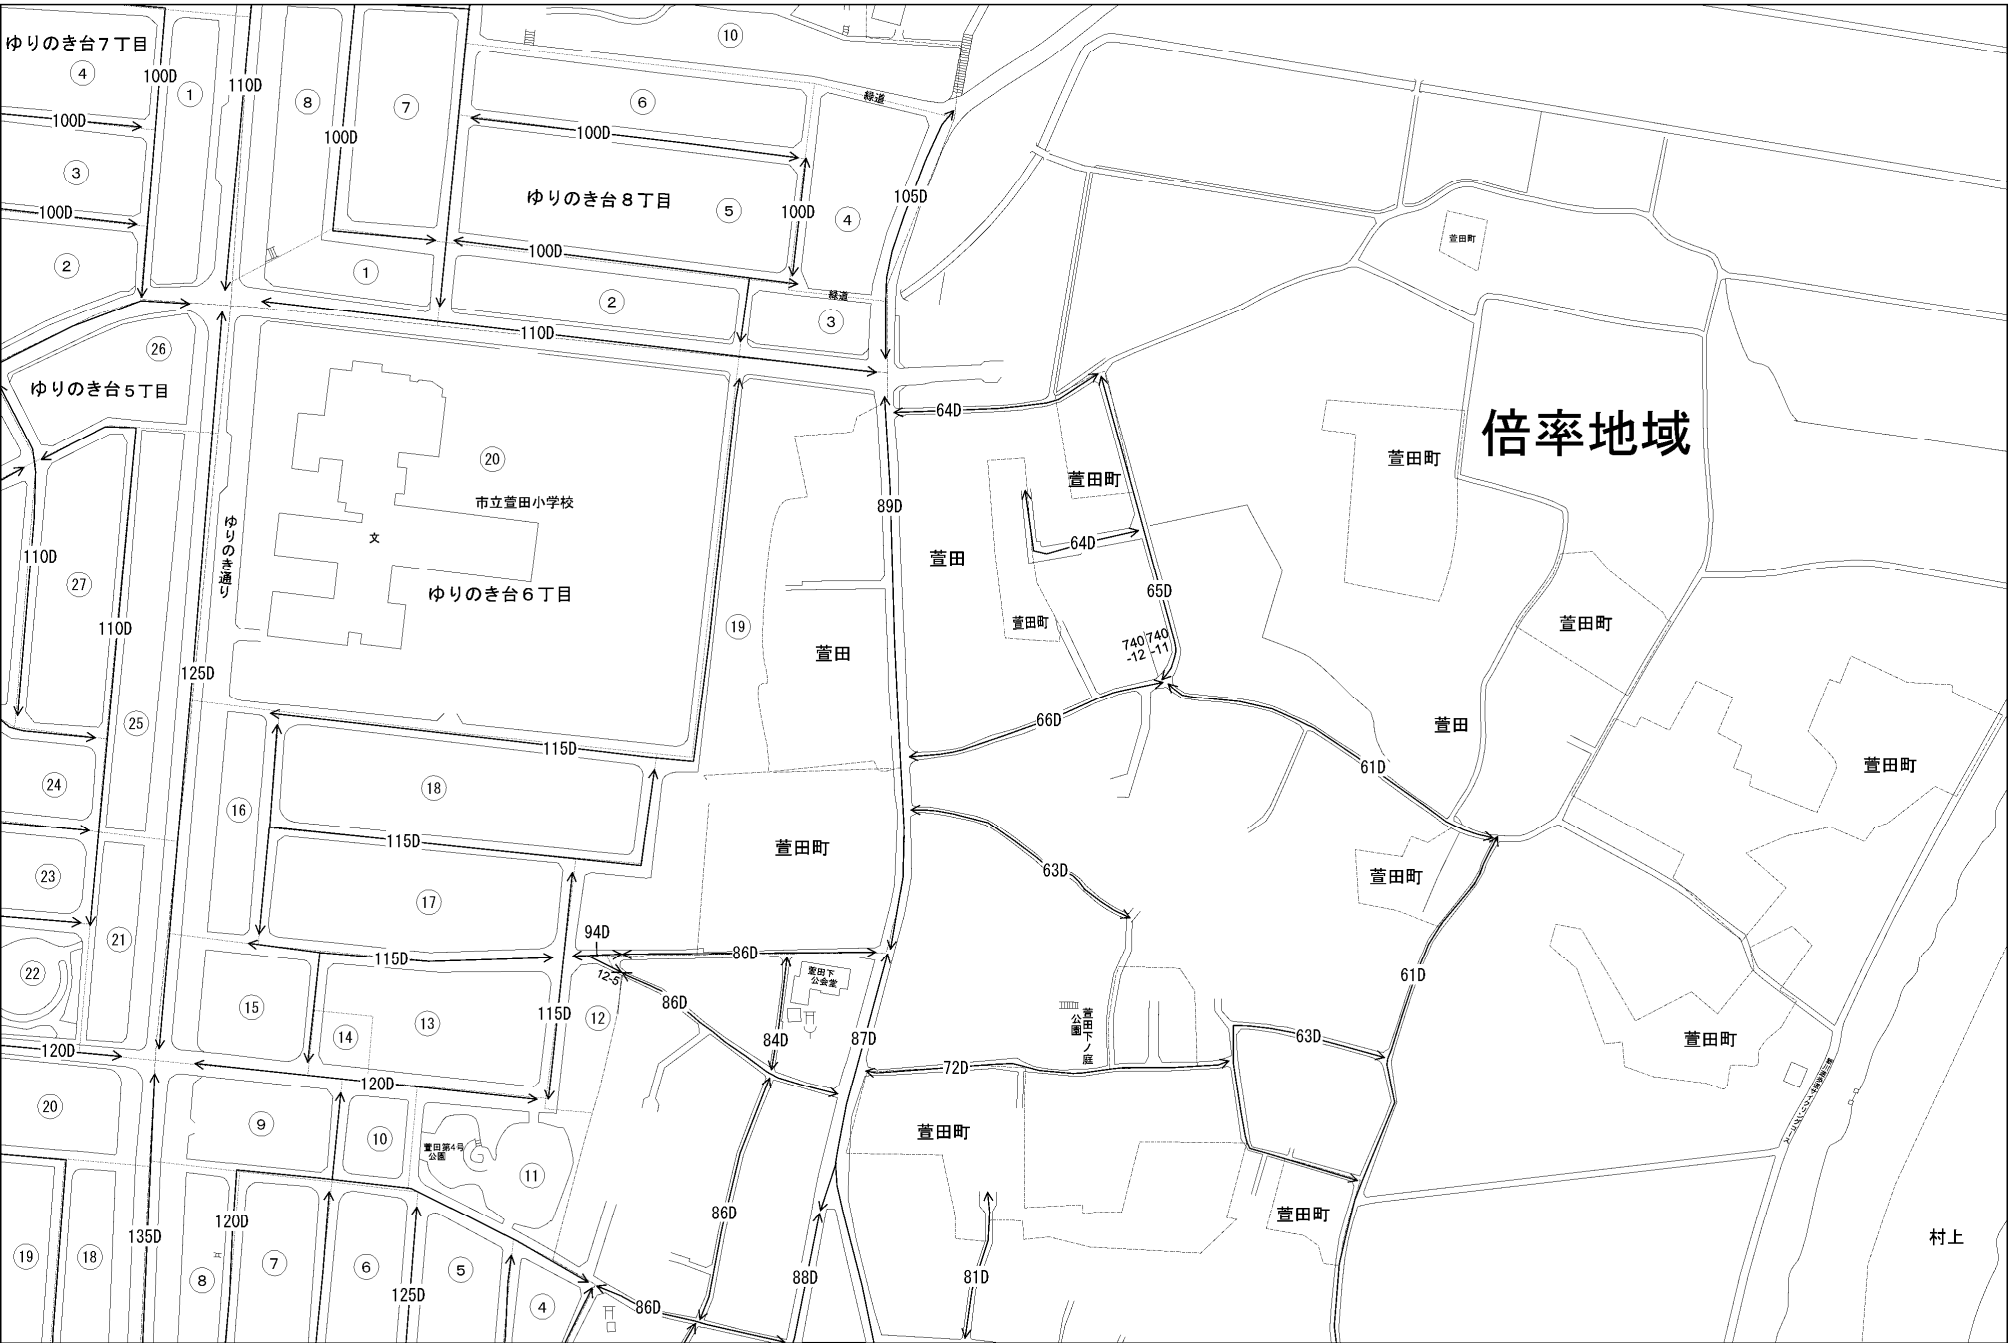 ゆりのき台7丁目
④
100D
①
110D
⑧
100D
⑦
⑩
⑥
緑道
100D
100D
③
100D
②
ゆりのき台8丁目
⑤
100D
④
105D
100D
①
②
緑道
③
110D
萱田町
㉖
ゆりのき台5丁目
110D
㉗
110D
ゆりのき通り
125D
⑳
市立萱田小学校
文
ゆりのき台6丁目
⑲
萱田
89D
64D
萱田町
萱田
64D
萱田町
65D
740
-12
740
-11
66D
倍率地域
萱田町
萱田町
萱田
萱田町
61D
㉕
115D
㉔
⑯
⑱
115D
萱田町
63D
萱田町
㉓
⑰
㉑
㉒
115D
94D
12-5
86D
86D
萱田下
公会堂
84D
87D
61D
⑮
⑭
⑬
115D
⑫
萱田下ノ庭
公園
72D
63D
萱田町
120D
120D
⑳
⑨
⑩
萱田第4号
公園
⑪
萱田町
萱田町
86D
⑲
⑱
135D
⑧
120D
⑦
⑥
125D
⑤
④
86D
88D
81D
村上